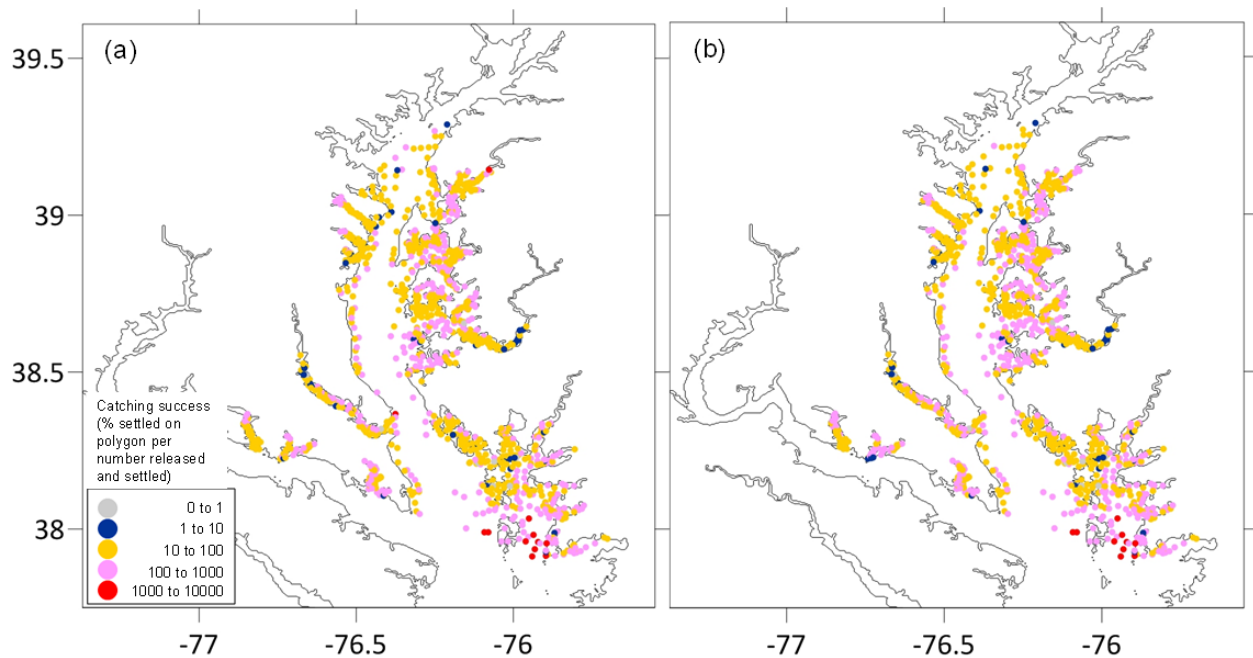 (a)
(b)
39.5
39
38.5
38
Catching success
(% settled on
polygon per
number released
and settled)
0 to 1
1 to 10
10 to 100
100 to 1000
1000 to 10000
-77
-76.5
-76
-77
-76.5
-76